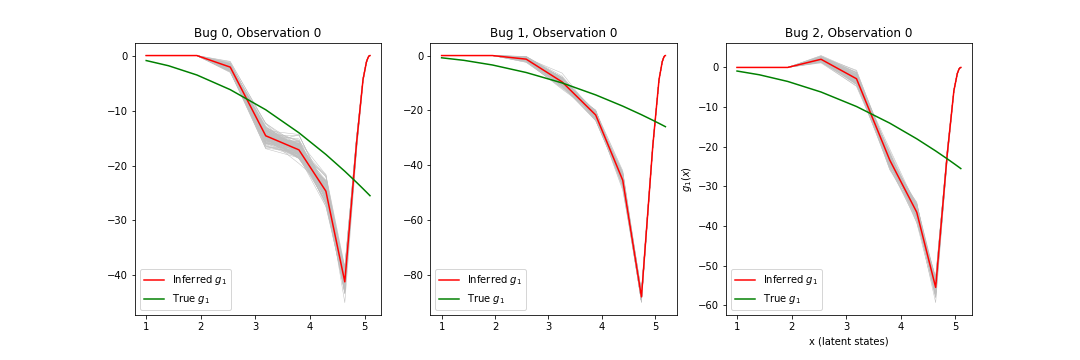 Bug 0, Observation 0
0
−10
−20
−30
−40
1 2 3 4 5
Inferred g₁
True g₁
Bug 1, Observation 0
0
−20
−40
−60
−80
1 2 3 4 5
Inferred g₁
True g₁
Bug 2, Observation 0
g₁(x)
0
−10
−20
−30
−40
−50
−60
1 2 3 4 5
x (latent states)
Inferred g₁
True g₁